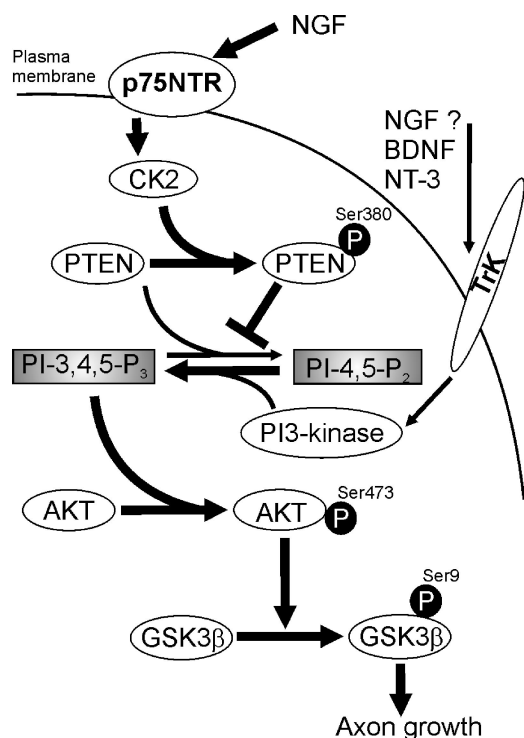 NGF
Plasma
membrane
p75NTR
NGF ?
BDNF
NT-3
CK2
Ser380
P
PTEN
PTEN
TrK
PI-3,4,5-P3
PI-4,5-P2
PI3-kinase
Ser473
AKT
AKT
P
Ser9
P
GSK3β
GSK3β
Axon growth